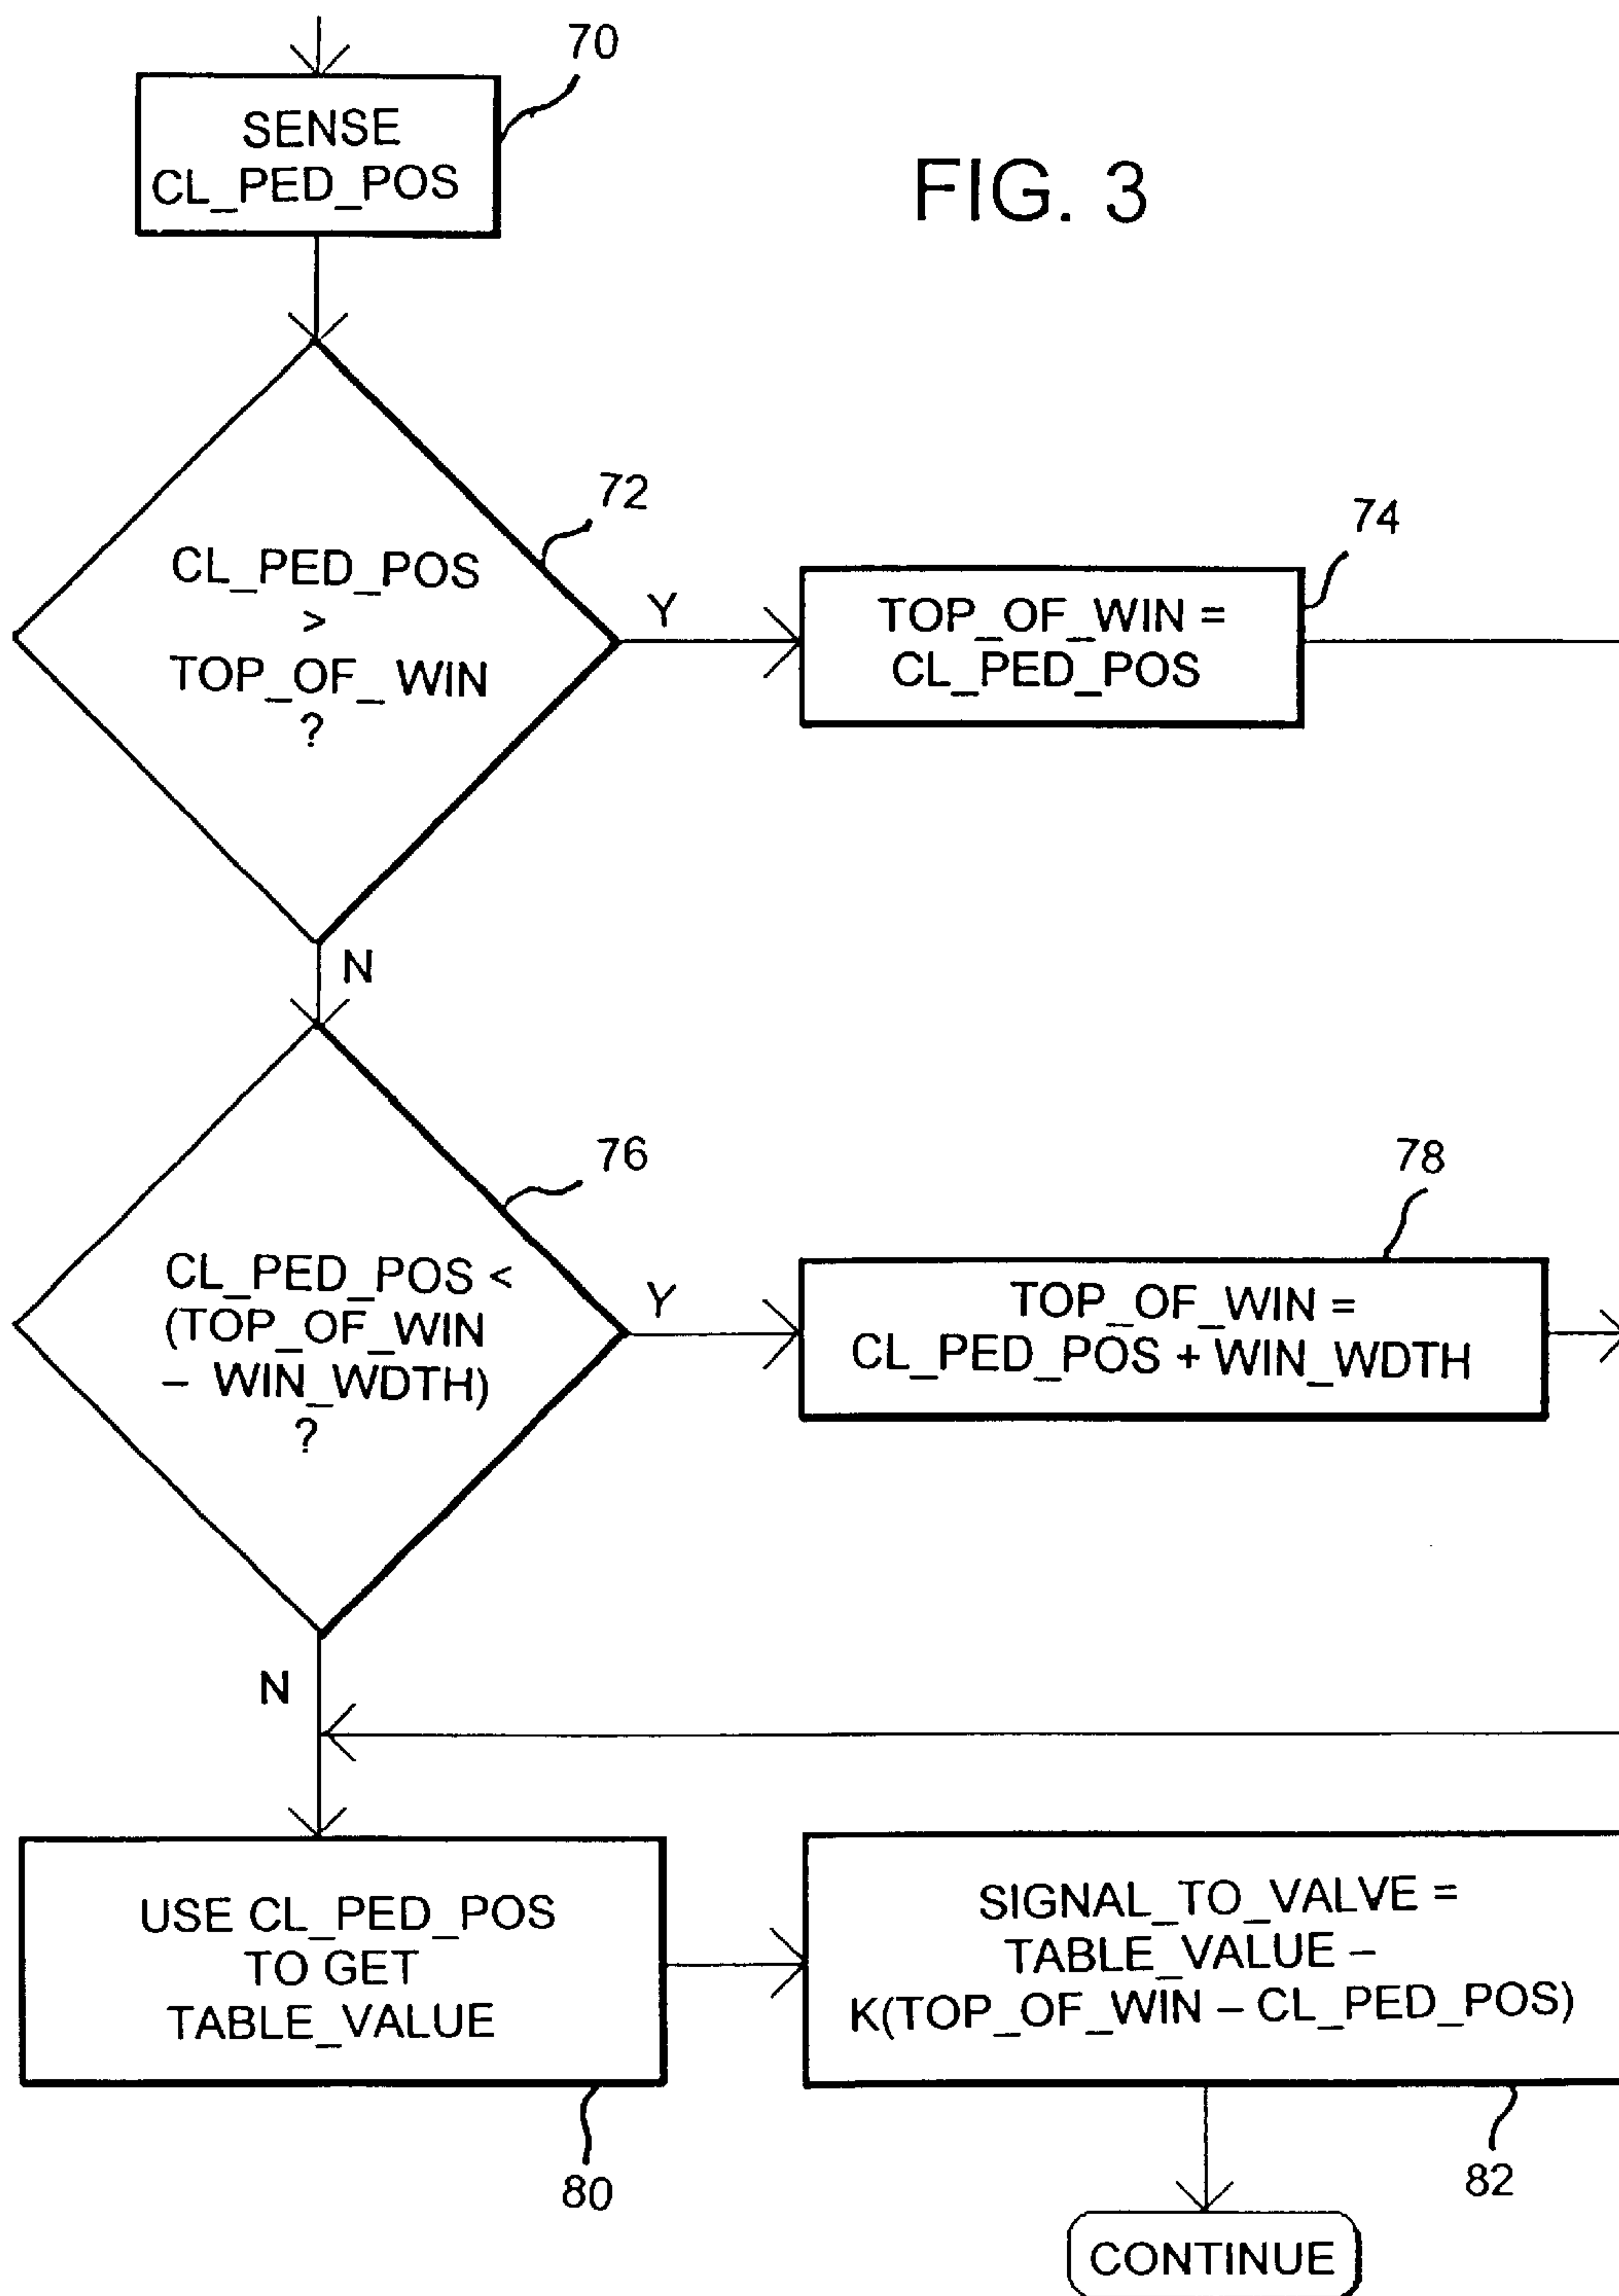 70
SENSE
CL_PED_POS
FIG. 3
72
CL_PED_POS
>
TOP_OF_WIN
?
Y
74
TOP_OF_WIN =
CL_PED_POS
N
76
CL_PED_POS <
(TOP_OF_WIN
– WIN_WDTH)
?
Y
78
TOP_OF_WIN =
CL_PED_POS + WIN_WDTH
N
USE CL_PED_POS
TO GET
TABLE_VALUE
80
SIGNAL_TO_VALVE =
TABLE_VALUE –
K(TOP_OF_WIN – CL_PED_POS)
82
CONTINUE